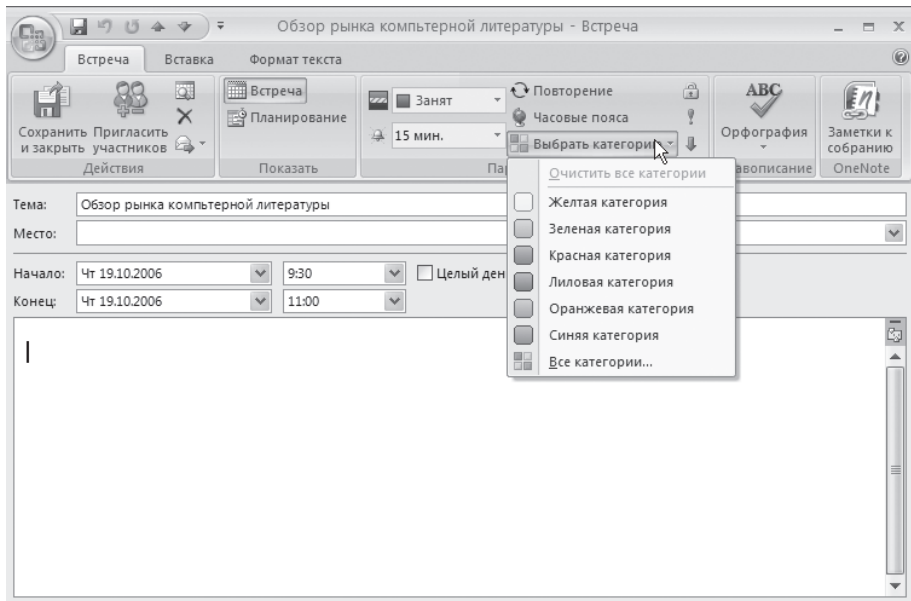 Обзор рынка компьтерной литературы - Встреча
Встреча Вставка Формат текста
Сохранить и закрыть
Пригласить участников
Действия
Встреча
Планирование
Показать
Занят
15 мин.
Повторение
Часовые пояса
Выбрать категори
Па
ABC
Орфография
авописание
Заметки к собранию
OneNote
Очистить все категории
Желтая категория
Зеленая категория
Красная категория
Лиловая категория
Оранжевая категория
Синяя категория
Все категории...
Тема: Обзор рынка компьтерной литературы
Место:
Начало: Чт 19.10.2006 9:30 Целый ден
Конец: Чт 19.10.2006 11:00